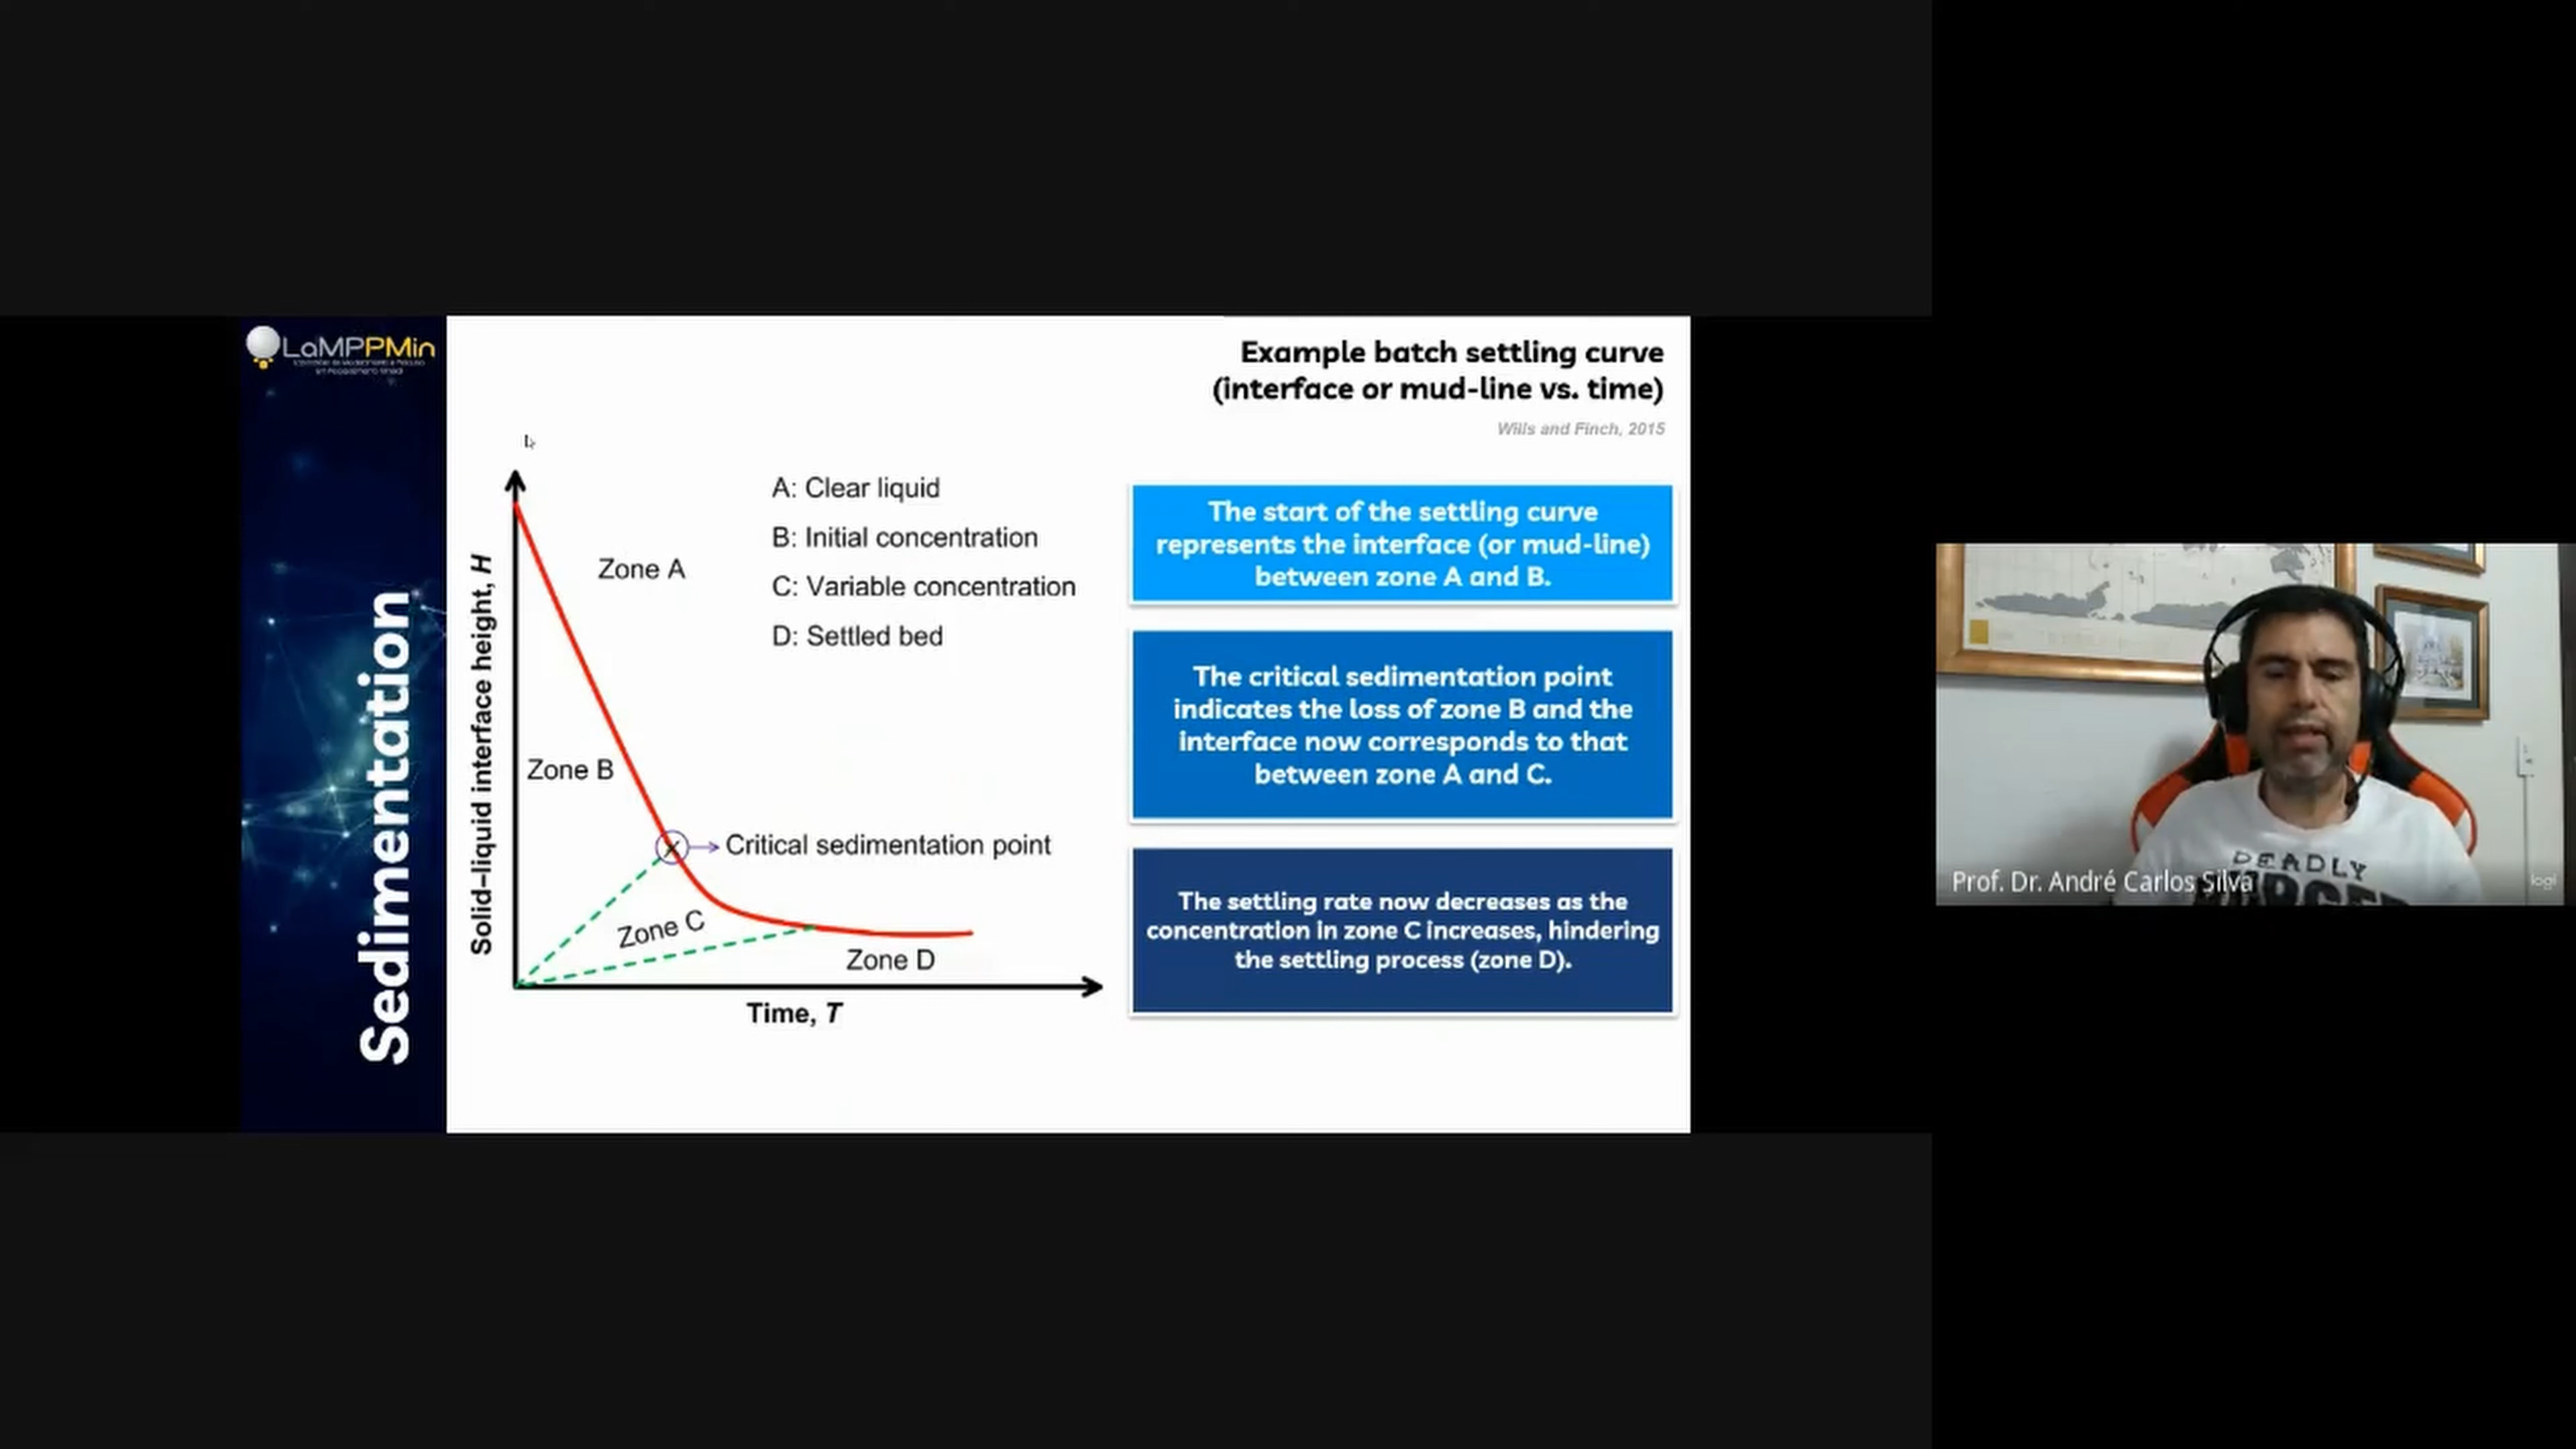 LaMPPMin
Sedimentation
Example batch settling curve
(interface or mud-line vs. time)
Wills and Finch, 2015
Solid–liquid interface height, H
Zone A
Zone B
Zone C
Zone D
A: Clear liquid
B: Initial concentration
C: Variable concentration
D: Settled bed
x
Critical sedimentation point
Time, T
The start of the settling curve
represents the interface (or mud-line)
between zone A and B.
The critical sedimentation point
indicates the loss of zone B and the
interface now corresponds to that
between zone A and C.
The settling rate now decreases as the
concentration in zone C increases, hindering
the settling process (zone D).
DEADLY
Prof. Dr. André Carlos Silva
logi